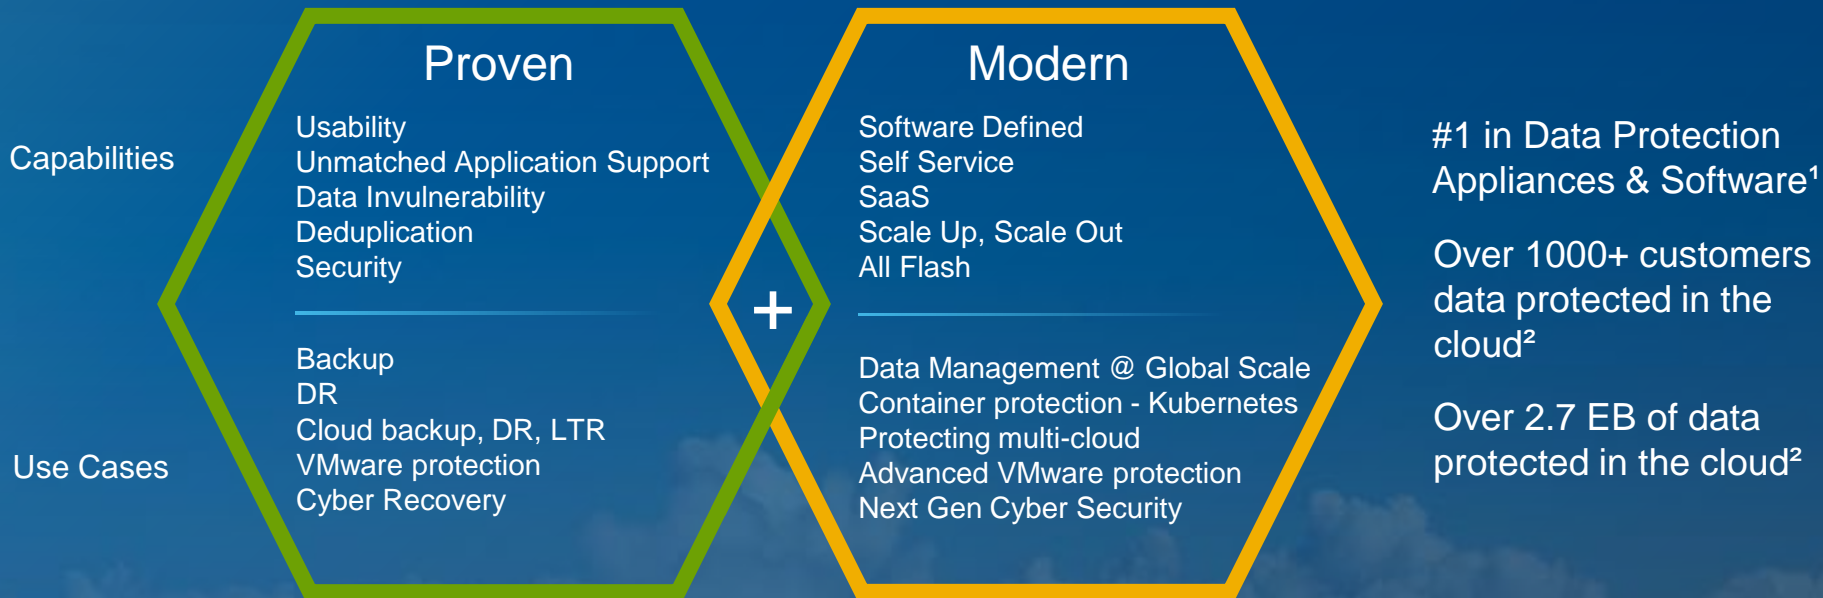 Proven
Modern
Capabilities
Usability
Unmatched Application Support
Data Invulnerability
Deduplication
Security
Software Defined
Self Service
SaaS
Scale Up, Scale Out
All Flash
+
Use Cases
Backup
DR
Cloud backup, DR, LTR
VMware protection
Cyber Recovery
Data Management @ Global Scale
Container protection - Kubernetes
Protecting multi-cloud
Advanced VMware protection
Next Gen Cyber Security
#1 in Data Protection
Appliances & Software¹
Over 1000+ customers
data protected in the
cloud²
Over 2.7 EB of data
protected in the cloud²